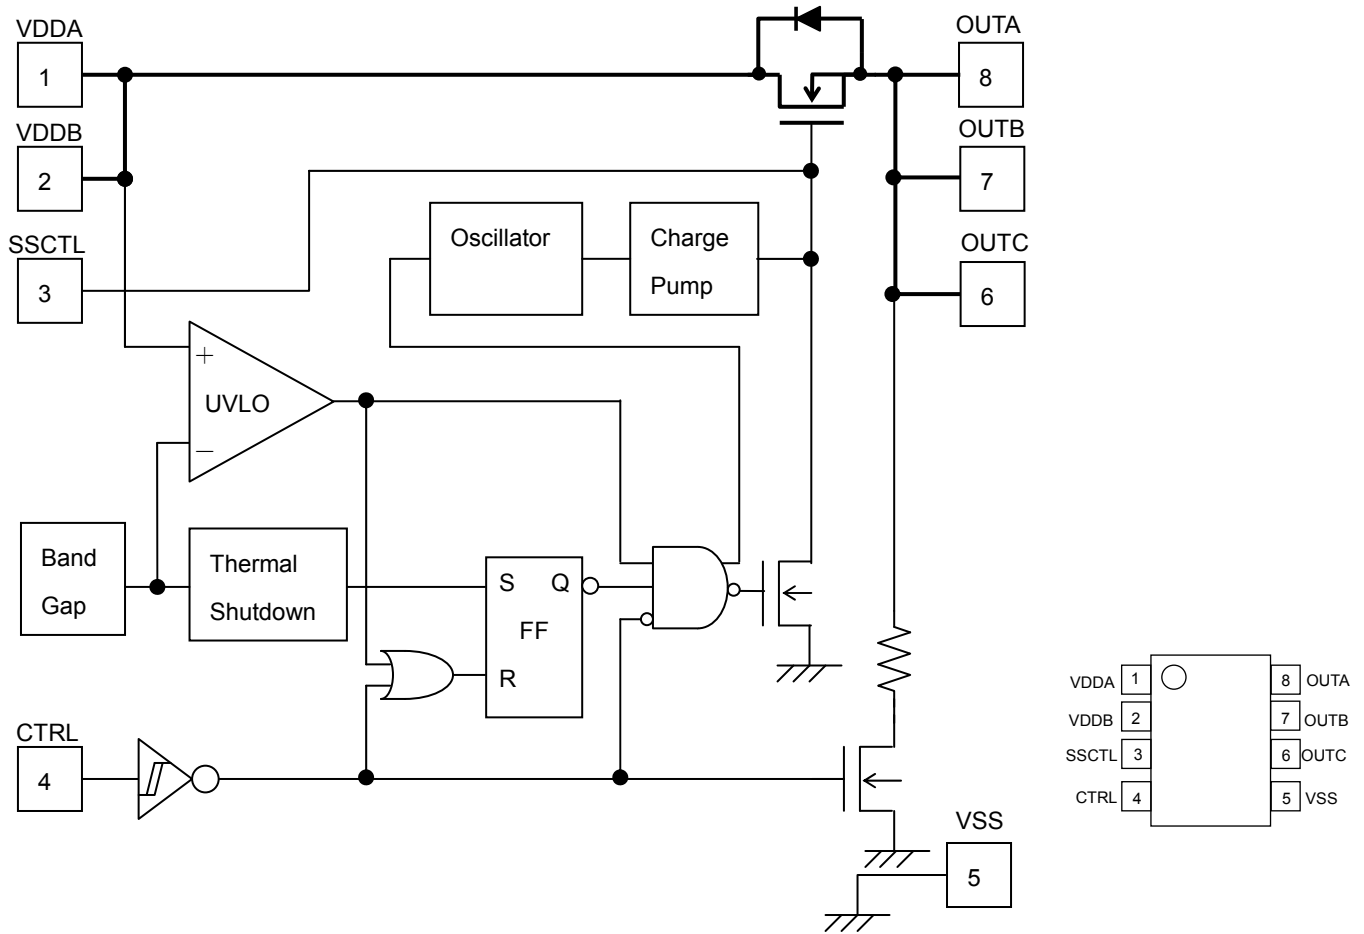 VDDA
1
OUTA
8
VDDB
2
OUTB
7
SSCTL
3
Oscillator
Charge
Pump
OUTC
6
+
UVLO
−
Band
Gap
Thermal
Shutdown
S Q
FF
R
CTRL
4
VSS
5
VDDA 1 8 OUTA
VDDB 2 7 OUTB
SSCTL 3 6 OUTC
CTRL 4 5 VSS